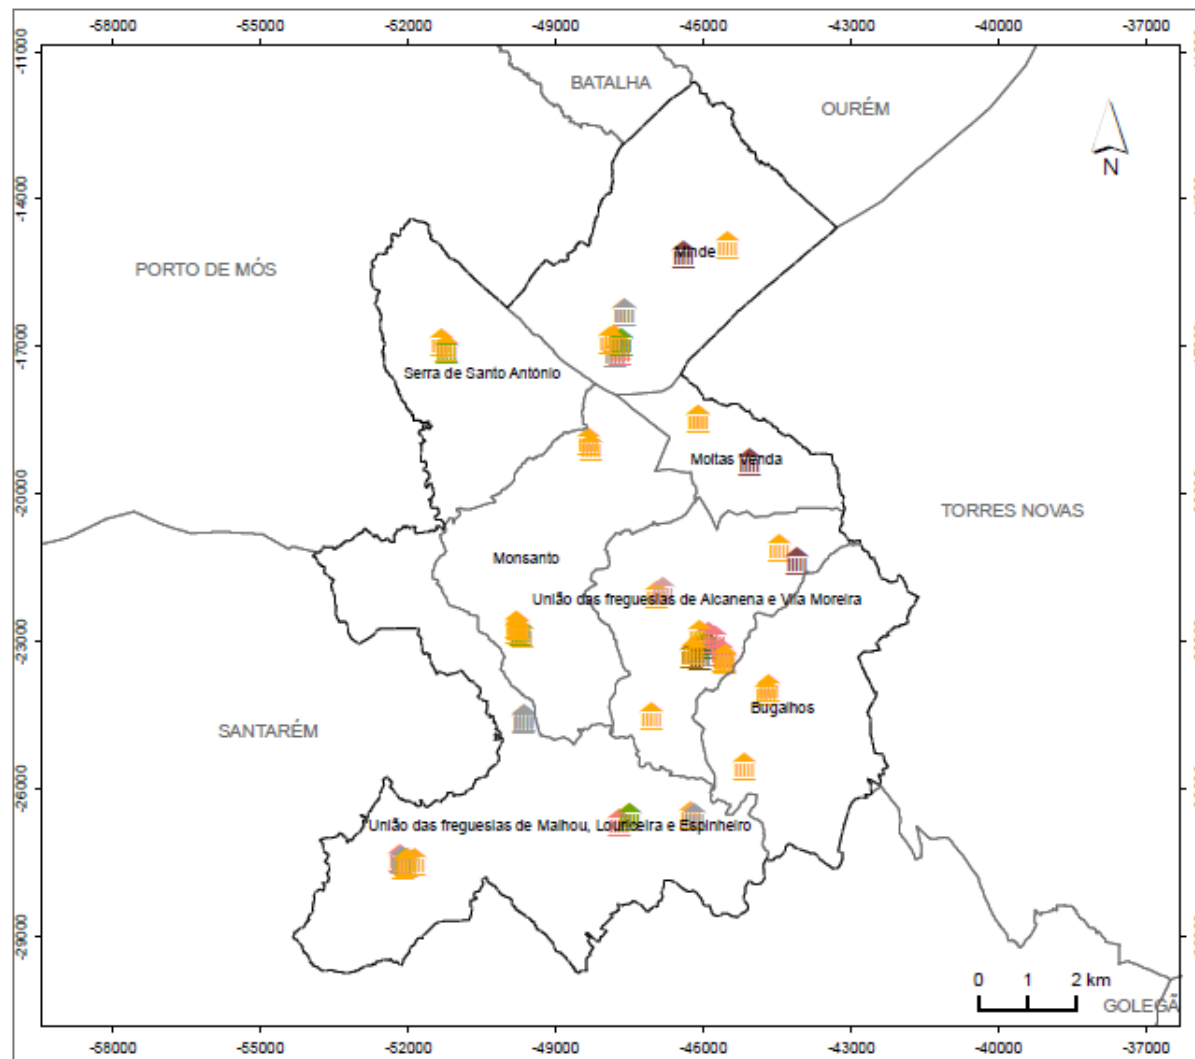 -58000 -55000 -52000 -49000 -46000 -43000 -40000 -37000
-11000
BATALHA
OURÉM
N
-14000
Minde
PORTO DE MÓS
-17000
Serra de Santo António
Moitas Venda
-20000
TORRES NOVAS
Monsanto
União das freguesias de Alcanena e Vila Moreira
-23000
Bugalhos
SANTARÉM
-26000
União das freguesias de Malhou, Louriceira e Espinheiro
-29000
0 1 2 km
GOLEGÃ
-58000 -55000 -52000 -49000 -46000 -43000 -40000 -37000